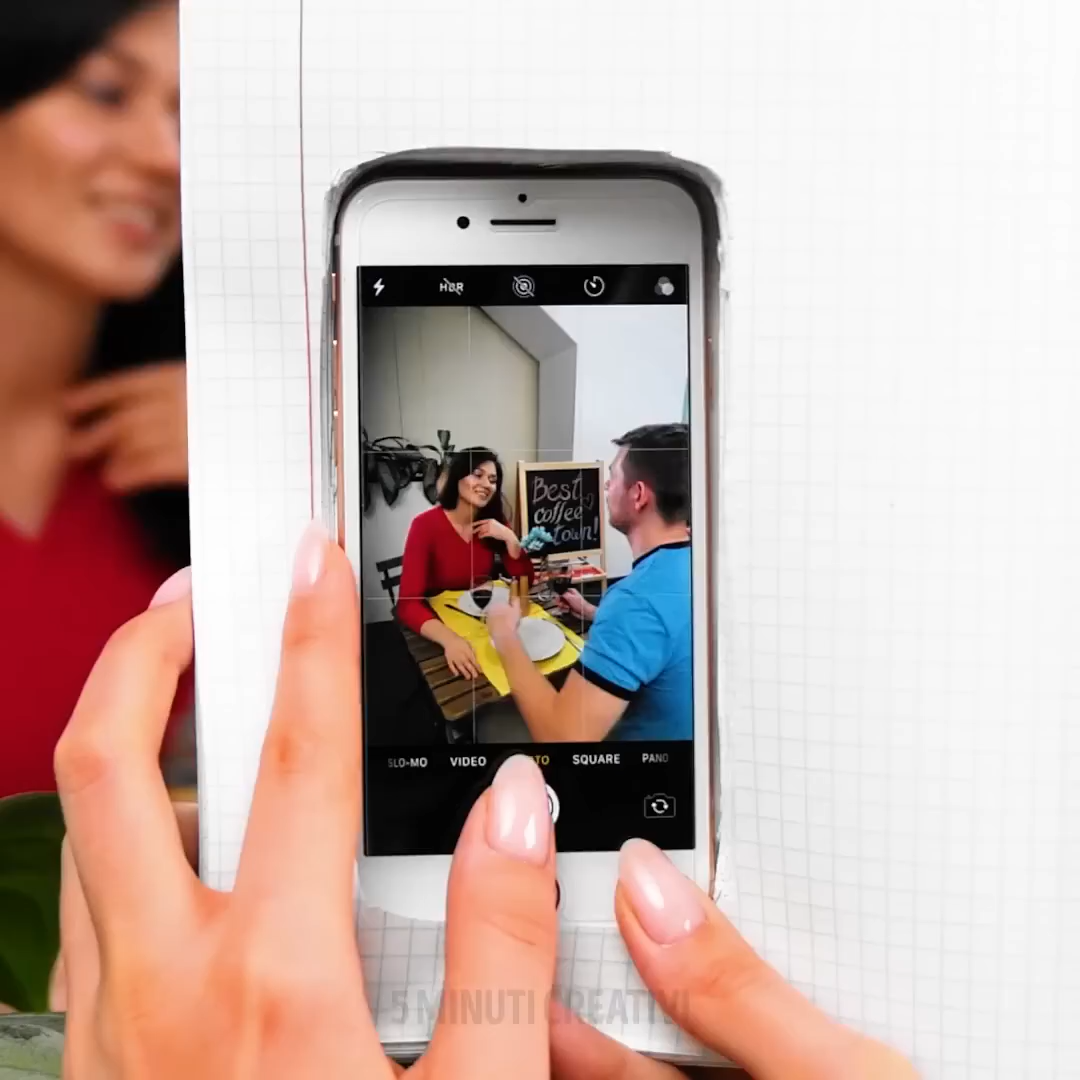 HDR
Best
coffee
town!
SLO-MO VIDEO SQUARE PANO
5 MINUTI CREATIVI